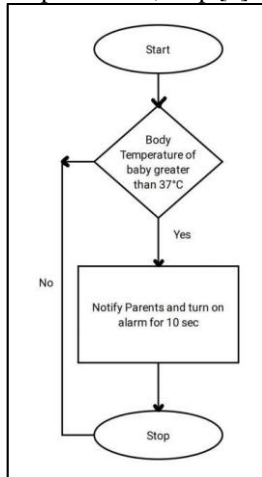 Start
Body
Temperature of
baby greater
than 37°C
Yes
No
Notify Parents and turn on
alarm for 10 sec
Stop